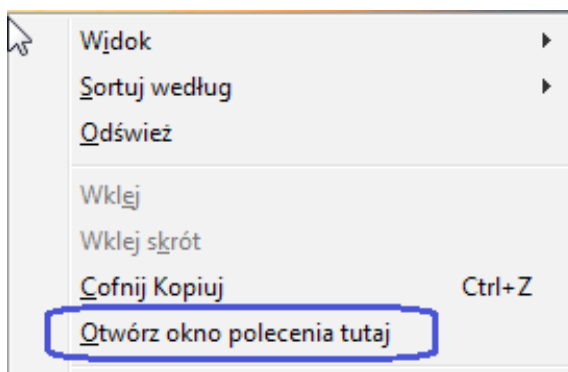 Widok
Sortuj według
Odśwież
Wklej
Wklej skrót
Cofnij Kopiuj Ctrl+Z
Otwórz okno polecenia tutaj